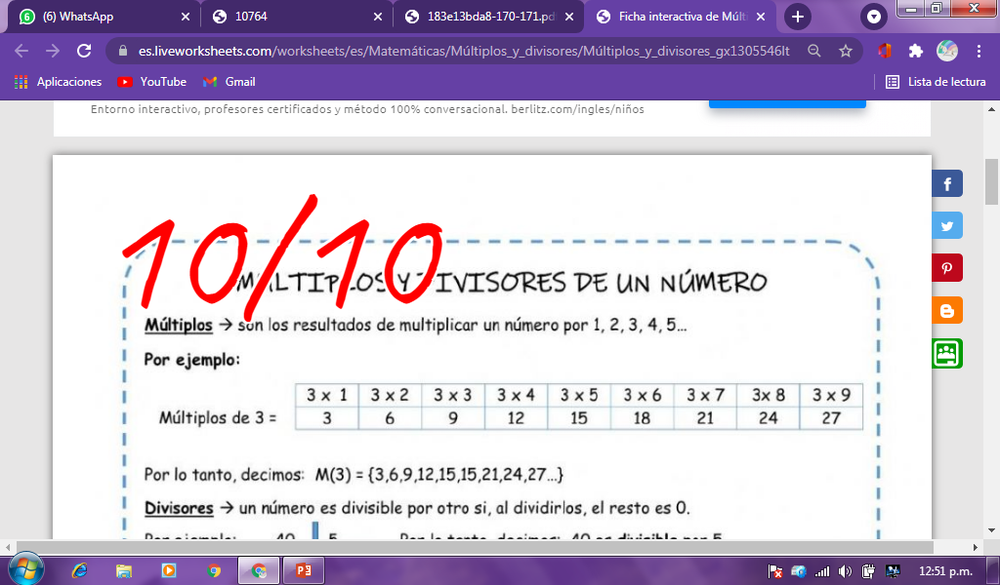 (6) WhatsApp
10764
183e13bda8-170-171.pd
Ficha interactiva de Múlt
es.liveworksheets.com/worksheets/es/Matemáticas/Múltiplos_y_divisores/Múltiplos_y_divisores_gx1305546lt
Aplicaciones
YouTube
Gmail
Lista de lectura
Entorno interactivo, profesores certificados y método 100% conversacional. berlitz.com/ingles/niños
10/10
MÚLTIPLOS Y DIVISORES DE UN NÚMERO
Múltiplos → son los resultados de multiplicar un número por 1, 2, 3, 4, 5...
Por ejemplo:
3 x 1 3 x 2 3 x 3 3 x 4 3 x 5 3 x 6 3 x 7 3x 8 3 x 9
Múltiplos de 3 = 3 6 9 12 15 18 21 24 27
Por lo tanto, decimos: M(3) = {3,6,9,12,15,15,21,24,27...}
Divisores → un número es divisible por otro si, al dividirlos, el resto es 0.
Por ejemplo: 40 5 Por lo tanto, decimos: 40 es divisible por 5
12:51 p.m.